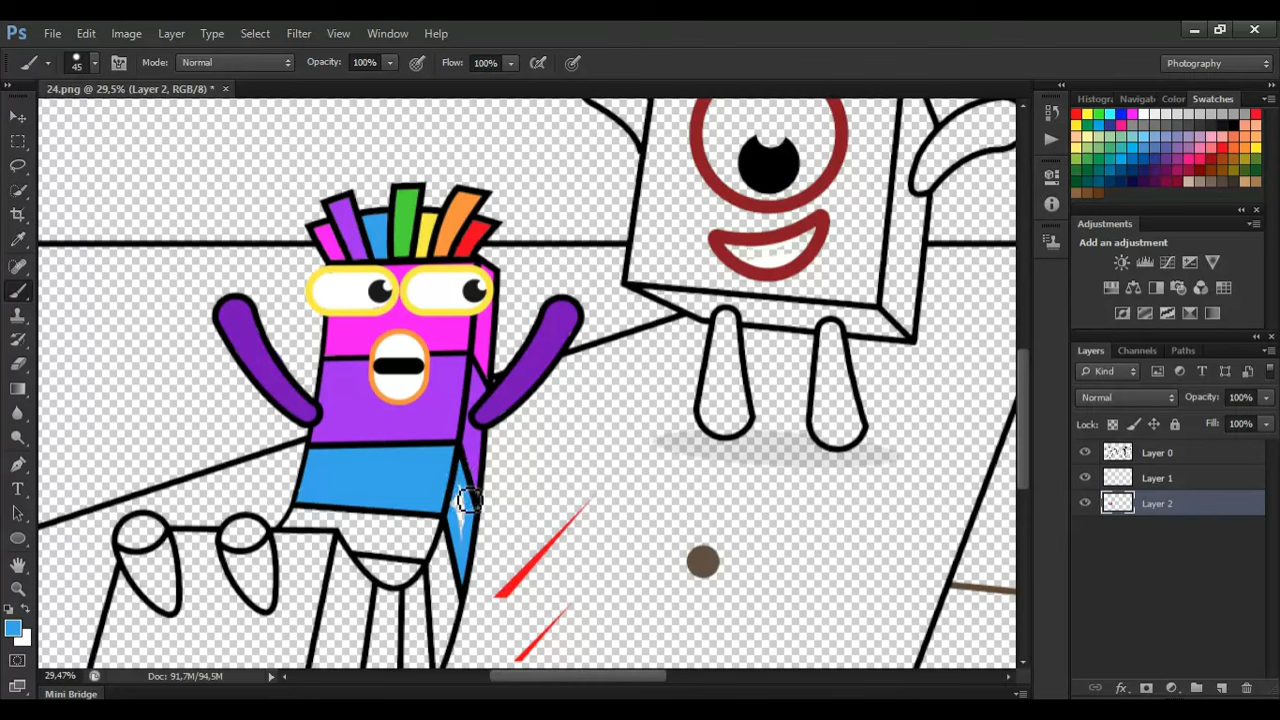 Ps File Edit Image Layer Type Select Filter View Window Help
45 Mode: Normal Opacity: 100% Flow: 100% Photography
24.png @ 29,5% (Layer 2, RGB/8) * ×
Histogr Navigat Color Swatches
Adjustments
Add an adjustment
Layers Channels Paths
Kind
Normal Opacity: 100%
Lock: Fill: 100%
Layer 0
Layer 1
Layer 2
29,47% Doc: 91,7M/94,5M
Mini Bridge